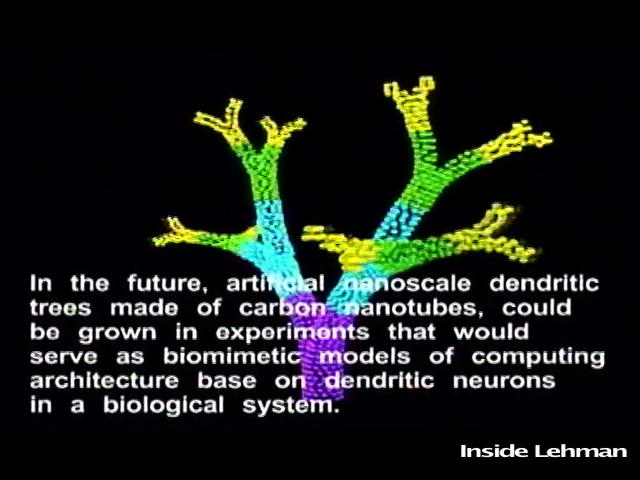 In the future, artificial nanoscale dendritic
trees made of carbon nanotubes, could
be grown in experiments that would
serve as biomimetic models of computing
architecture base on dendritic neurons
in a biological system.
Inside Lehman